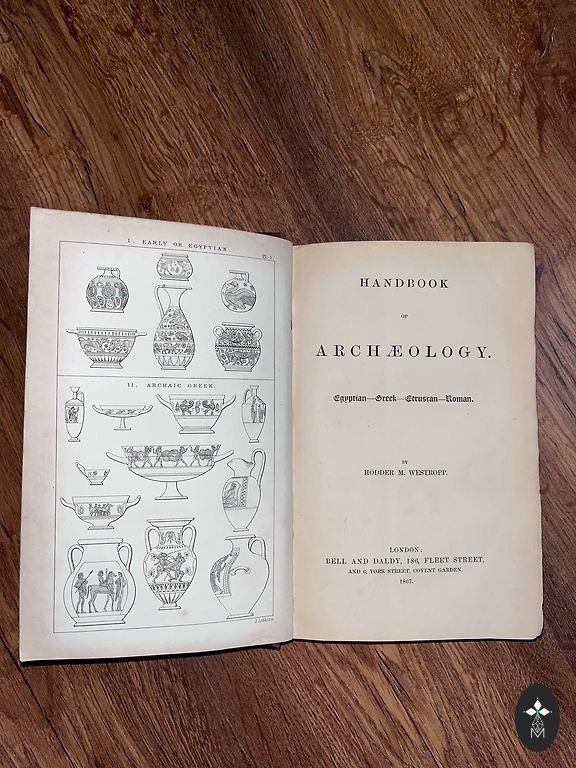 I. EARLY OR EGYPTIAN.
Pl. 5.
II. ARCHAIC GREEK.
HANDBOOK
OF
ARCHÆOLOGY.
Egyptian—Greek—Etruscan—Roman.
BY
HODDER M. WESTROPP.
LONDON:
BELL AND DALDY, 186, FLEET STREET,
AND 6, YORK STREET, COVENT GARDEN.
1867.
M